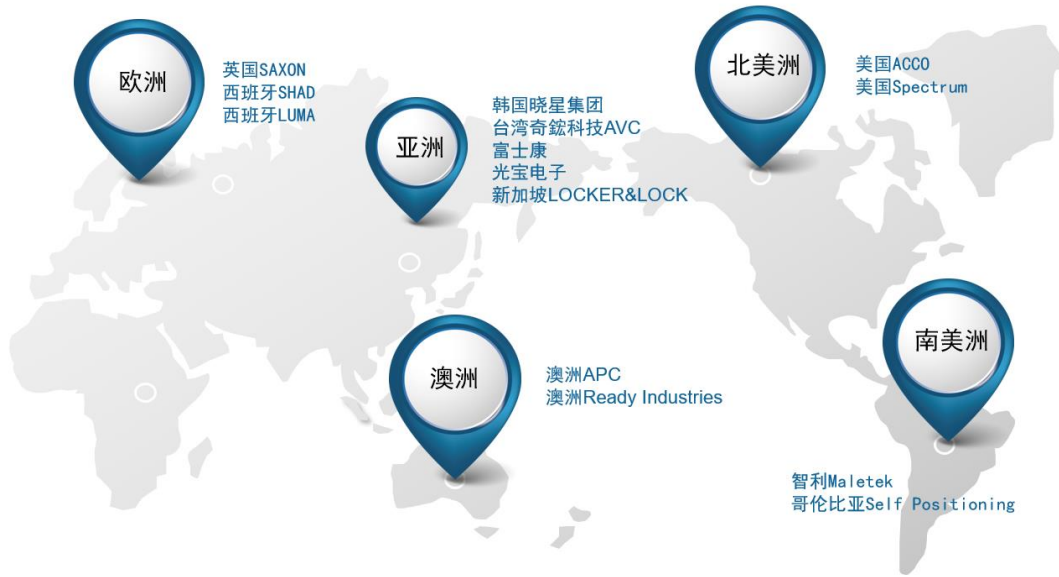 欧洲
英国SAXON
西班牙SHAD
西班牙LUMA
亚洲
韩国晓星集团
台湾奇鋐科技AVC
富士康
光宝电子
新加坡LOCKER&LOCK
北美洲
美国ACCO
美国Spectrum
澳洲
澳洲APC
澳洲Ready Industries
南美洲
智利Maletek
哥伦比亚Self Positioning